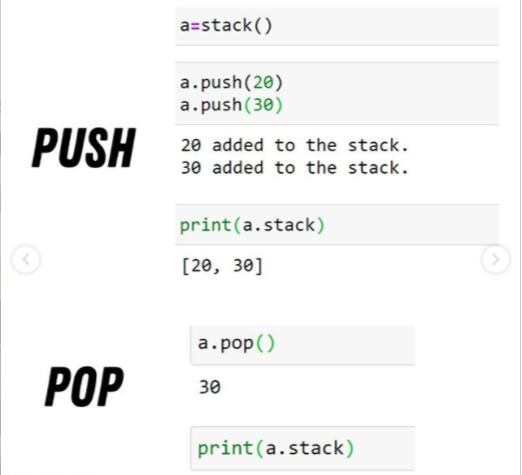 a=stack()
a.push(20)
a.push(30)
PUSH
20 added to the stack.
30 added to the stack.
print(a.stack)
[20, 30]
a.pop()
POP
30
print(a.stack)